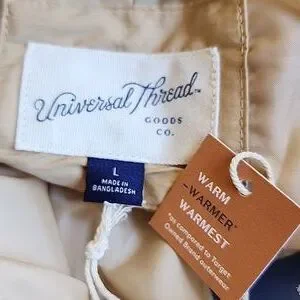 Universal Thread™
GOODS
CO.
L
MADE IN
BANGLADESH
WARM
-WARMER*
WARMEST
*as compared to Target
Owned Brand outerwear